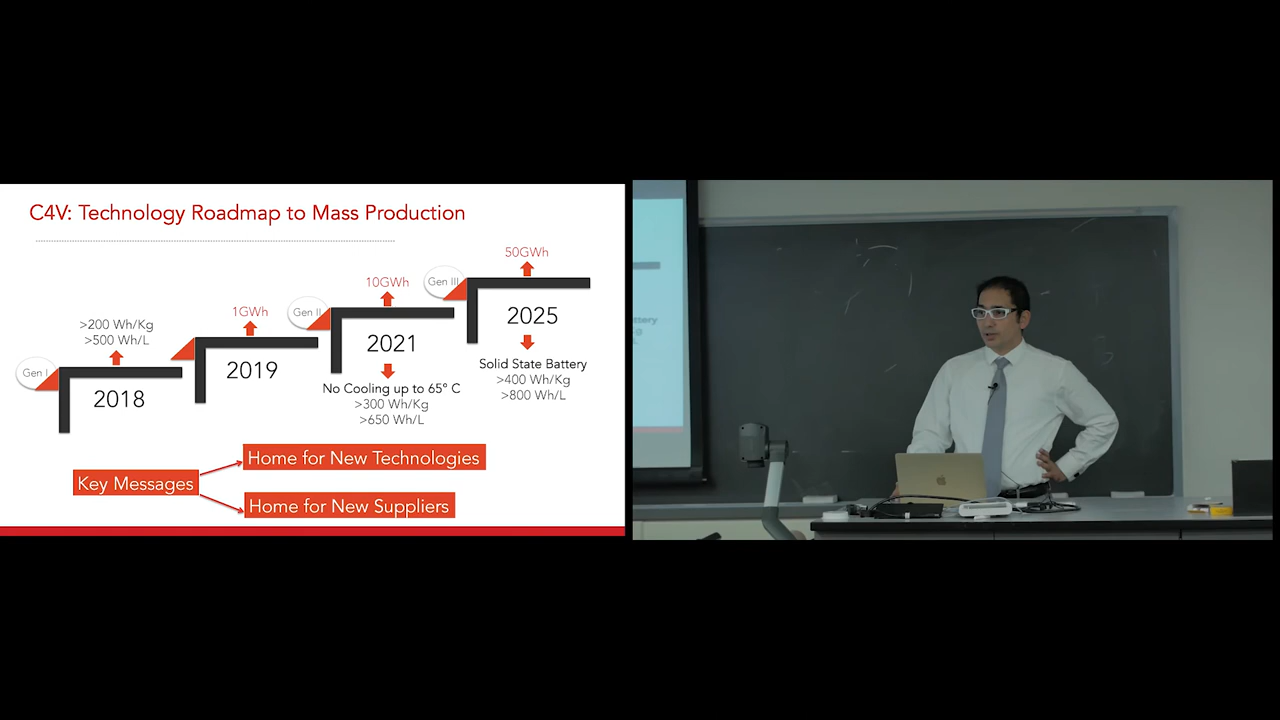 C4V: Technology Roadmap to Mass Production
50GWh
10GWh
Gen III
1GWh
Gen II
>200 Wh/Kg
>500 Wh/L
2025
2021
Gen I
2019
2018
Solid State Battery
>400 Wh/Kg
>800 Wh/L
No Cooling up to 65° C
>300 Wh/Kg
>650 Wh/L
Home for New Technologies
Key Messages
Home for New Suppliers